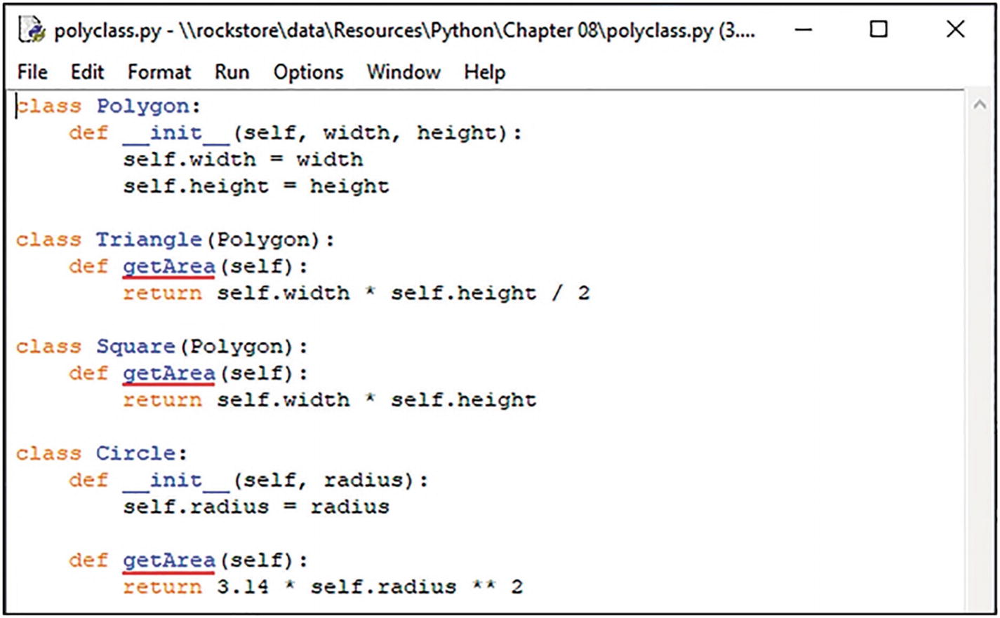 polyclass.py - \\rockstore\data\Resources\Python\Chapter 08\polyclass.py (3....
File Edit Format Run Options Window Help
class Polygon:
    def __init__(self, width, height):
        self.width = width
        self.height = height

class Triangle(Polygon):
    def getArea(self):
        return self.width * self.height / 2

class Square(Polygon):
    def getArea(self):
        return self.width * self.height

class Circle:
    def __init__(self, radius):
        self.radius = radius

    def getArea(self):
        return 3.14 * self.radius ** 2